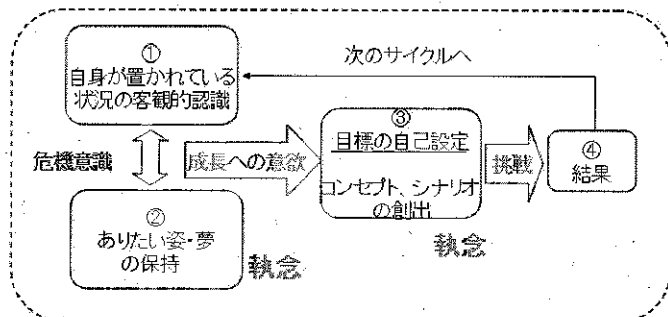 ①
自身が置かれている
状況の客観的認識
次のサイクルへ
危機意識
成長への意欲
③
目標の自己設定
コンセプト、シナリオ
の創出
挑戦
④
結果
②
ありたい姿・夢
の保持
執念
執念